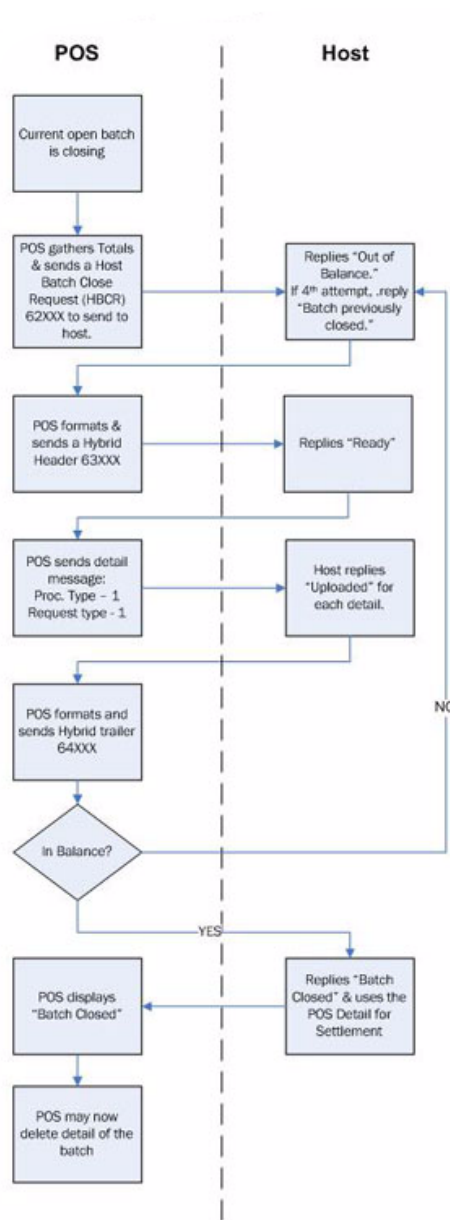 POS
Host
Current open batch
is closing
POS gathers Totals
& sends a Host
Batch Close
Request (HBCR)
62XXX to send to
host.
Replies “Out of
Balance.”
If 4th attempt, .reply
“Batch previously
closed.”
POS formats &
sends a Hybrid
Header 63XXX
Replies “Ready”
POS sends detail
message:
Proc. Type – 1
Request type - 1
Host replies
“Uploaded” for
each detail.
POS formats and
sends Hybrid trailer
64XXX
NO
In Balance?
YES
POS displays
“Batch Closed”
Replies “Batch
Closed” & uses the
POS Detail for
Settlement
POS may now
delete detail of the
batch